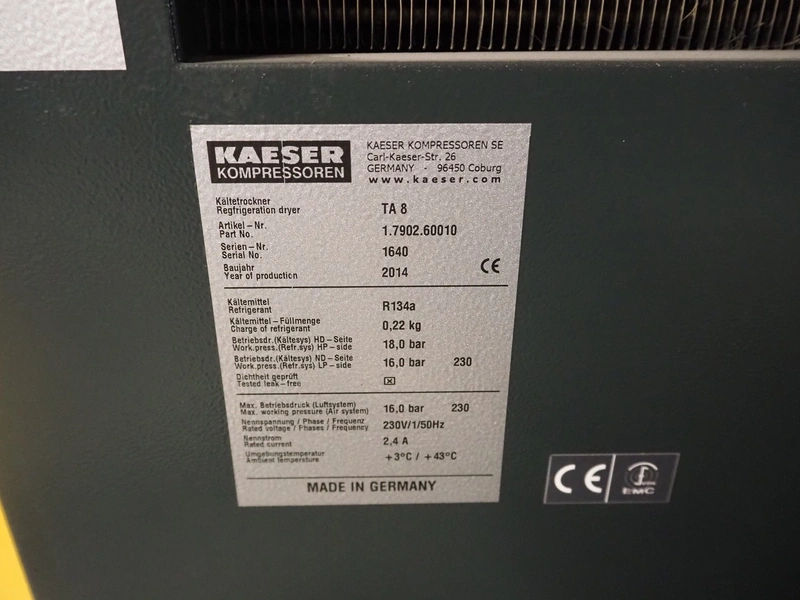 KAESER
KOMPRESSOREN
KAESER KOMPRESSOREN SE
Carl-Kaeser-Str. 26
GERMANY - 96450 Coburg
www.kaeser.com
Kältetrockner
Regfrigeration dryer TA 8
Artikel-Nr.
Part No. 1.7902.60010
Serien-Nr.
Serial No. 1640
Baujahr
Year of production 2014 CE
Kältemittel
Refrigerant R134a
Kältemittel-Füllmenge
Charge of refrigerant 0,22 kg
Betriebsdr.(Kältesys) HD-Seite
Work.press.(Refr.sys) HP-side 18,0 bar
Betriebsdr.(Kältesys) ND-Seite
Work.press.(Refr.sys) LP-side 16,0 bar 230
Dichtheit geprüft
Tested leak-free
Max. Betriebsdruck (Luftsystem)
Max. working pressure (Air system) 16,0 bar 230
Nennspannung / Phase / Frequenz
Rated voltage / Phases / Frequency 230V/1/50Hz
Nennstrom
Rated current 2,4 A
Umgebungstemperatur
Ambient temperature +3°C / +43°C
MADE IN GERMANY
CE
EMC